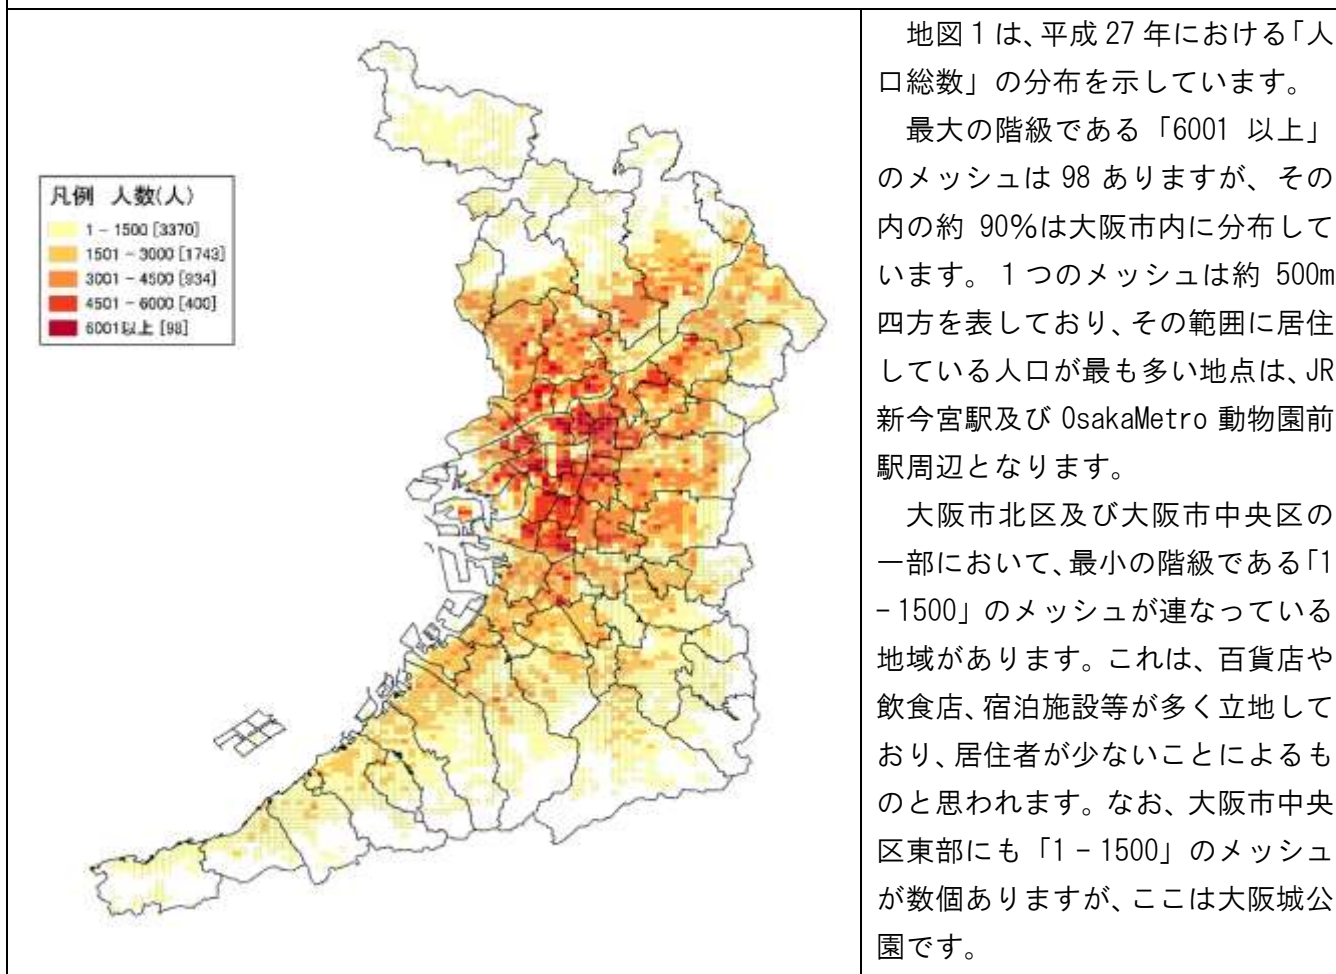 凡例 人数(人)
1 - 1500 [3370]
1501 - 3000 [1743]
3001 - 4500 [934]
4501 - 6000 [400]
6001以上 [98]
地図1は、平成27年における「人
口総数」の分布を示しています。
最大の階級である「6001 以上」
のメッシュは 98 ありますが、その
内の約 90%は大阪市内に分布して
います。1つのメッシュは約 500m
四方を表しており、その範囲に居住
している人口が最も多い地点は、JR
新今宮駅及び OsakaMetro 動物園前
駅周辺となります。
大阪市北区及び大阪市中央区の
一部において、最小の階級である「1
-1500」のメッシュが連なっている
地域があります。これは、百貨店や
飲食店、宿泊施設等が多く立地して
おり、居住者が少ないことによるも
のと思われます。なお、大阪市中央
区東部にも「1-1500」のメッシュ
が数個ありますが、ここは大阪城公
園です。